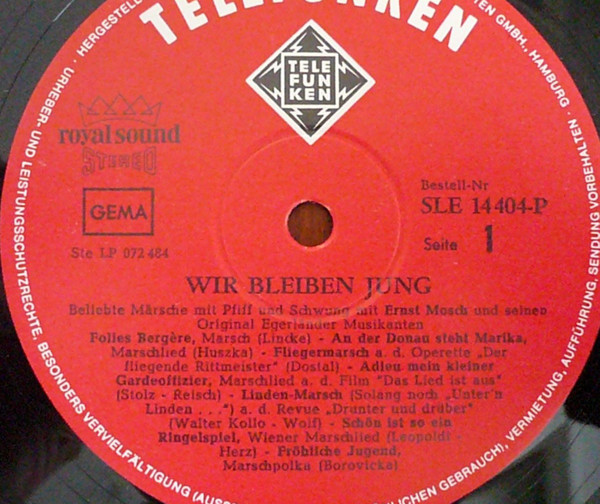 TELEFUNKEN
TELE
FUN
KEN
royal sound
STEREO
GEMA
Ste LP 072 484
Bestell-Nr
SLE 14 404-P
Seite 1
WIR BLEIBEN JUNG
Beliebte Märsche mit Pfiff und Schwung mit Ernst Mosch und seinen
Original Egerländer Musikanten
Folies Bergère, Marsch (Lincke) - An der Donau steht Marika,
Marschlied (Huszka) - Fliegermarsch a. d. Operette „Der
fliegende Rittmeister" (Dostal) - Adieu mein kleiner
Gardeoffizier, Marschlied a. d. Film "Das Lied ist aus"
(Stolz - Reisch) - Linden-Marsch (Solang noch „Unter'n
Linden . . .") a. d. Revue „Drunter und drüber"
(Walter Kollo - Wolf) - Schön ist so ein
Ringelspiel, Wiener Marschlied (Leopoldi -
Herz) - Fröhliche Jugend,
Marschpolka (Borovicka)
URHEBER- UND LEISTUNGSSCHUTZRECHTE, BESONDERS VERVIELFÄLTIGUNG
LICHEN GEBRAUCH), VERMIETUNG, AUFFÜHRUNG, SENDUNG VORBEHALTEN
HERGESTELL
TEN GMBH., HAMBURG